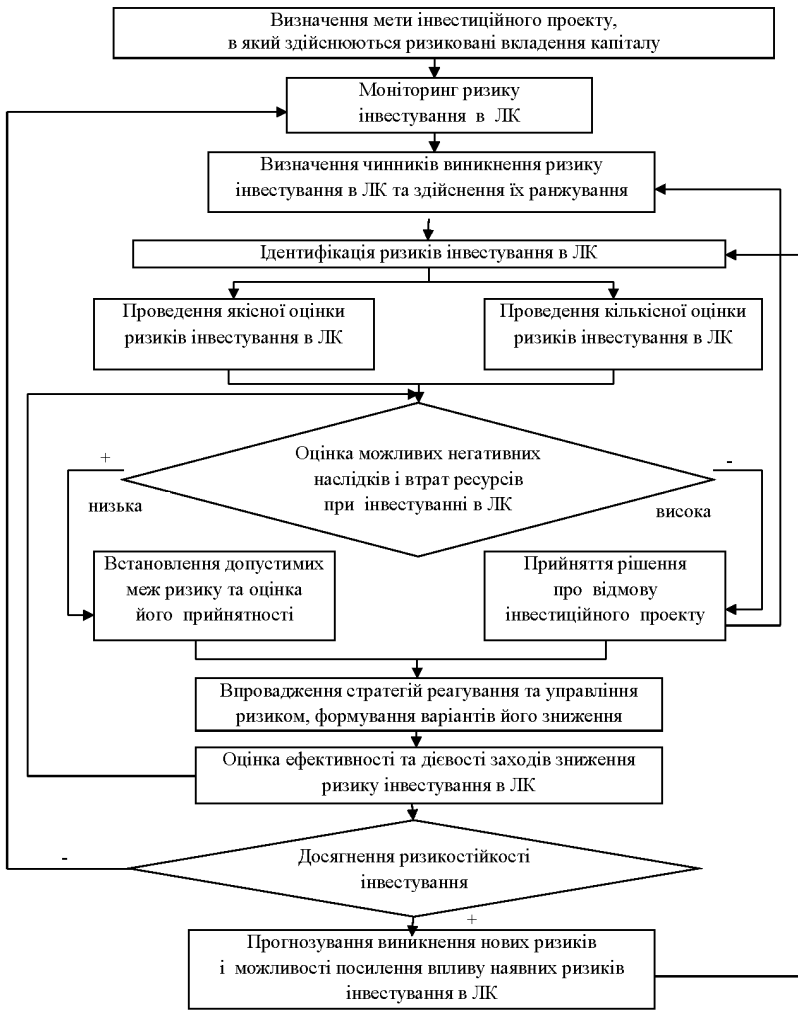 Визначення мети інвестиційного проекту,
в який здійснюються ризиковані вкладення капіталу
Моніторинг ризику
інвестування в ЛК
Визначення чинників виникнення ризику
інвестування в ЛК та здійснення їх ранжування
Ідентифікація ризиків інвестування в ЛК
Проведення якісної оцінки
ризиків інвестування в ЛК
Проведення кількісної оцінки
ризиків інвестування в ЛК
Оцінка можливих негативних
наслідків і втрат ресурсів
при інвестуванні в ЛК
+
низька
-
висока
Встановлення допустимих
меж ризику та оцінка
його прийнятності
Прийняття рішення
про відмову
інвестиційного проекту
Впровадження стратегій реагування та управління
ризиком, формування варіантів його зниження
Оцінка ефективності та дієвості заходів зниження
ризику інвестування в ЛК
Досягнення ризикостійкості
інвестування
-
+
Прогнозування виникнення нових ризиків
і можливості посилення впливу наявних ризиків
інвестування в ЛК